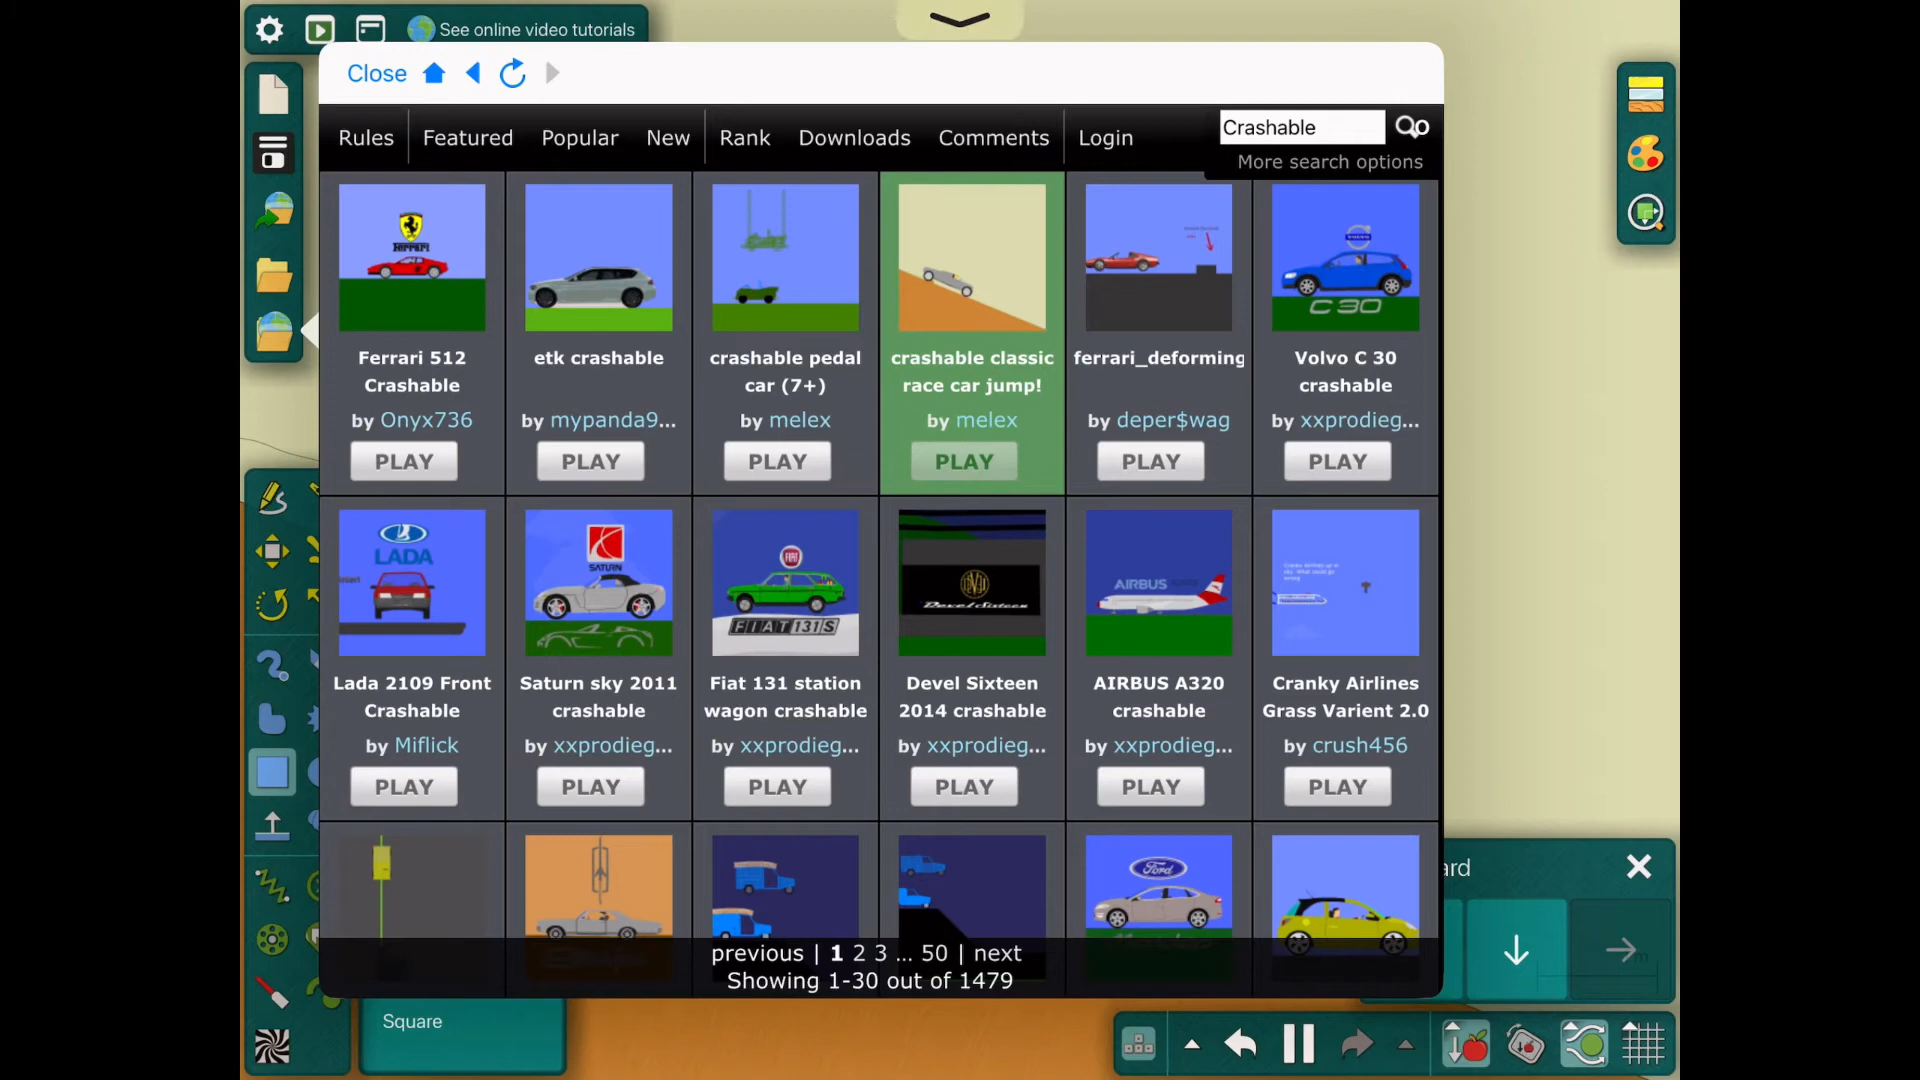 See online video tutorials
Close
Rules Featured Popular New Rank Downloads Comments Login
Crashable
More search options
Ferrari
C 30
Ferrari 512 Crashable
by Onyx736
PLAY
etk crashable
by mypanda9...
PLAY
crashable pedal car (7+)
by melex
PLAY
crashable classic race car jump!
by melex
PLAY
ferrari_deforming
by deper$wag
PLAY
Volvo C 30 crashable
by xxprodieg...
PLAY
LADA
SATURN
FIAT
FIAT 131S
Devel Sixteen
AIRBUS
Lada 2109 Front Crashable
by Miflick
PLAY
Saturn sky 2011 crashable
by xxprodieg...
PLAY
Fiat 131 station wagon crashable
by xxprodieg...
PLAY
Devel Sixteen 2014 crashable
by xxprodieg...
PLAY
AIRBUS A320 crashable
by xxprodieg...
PLAY
Cranky Airlines Grass Varient 2.0
by crush456
PLAY
Ford
ard
previous | 1 2 3 ... 50 | next
Showing 1-30 out of 1479
Square